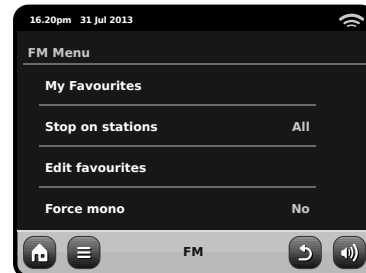 16.20pm 31 Jul 2013
FM Menu
My Favourites
Stop on stations All
Edit favourites
Force mono No
FM